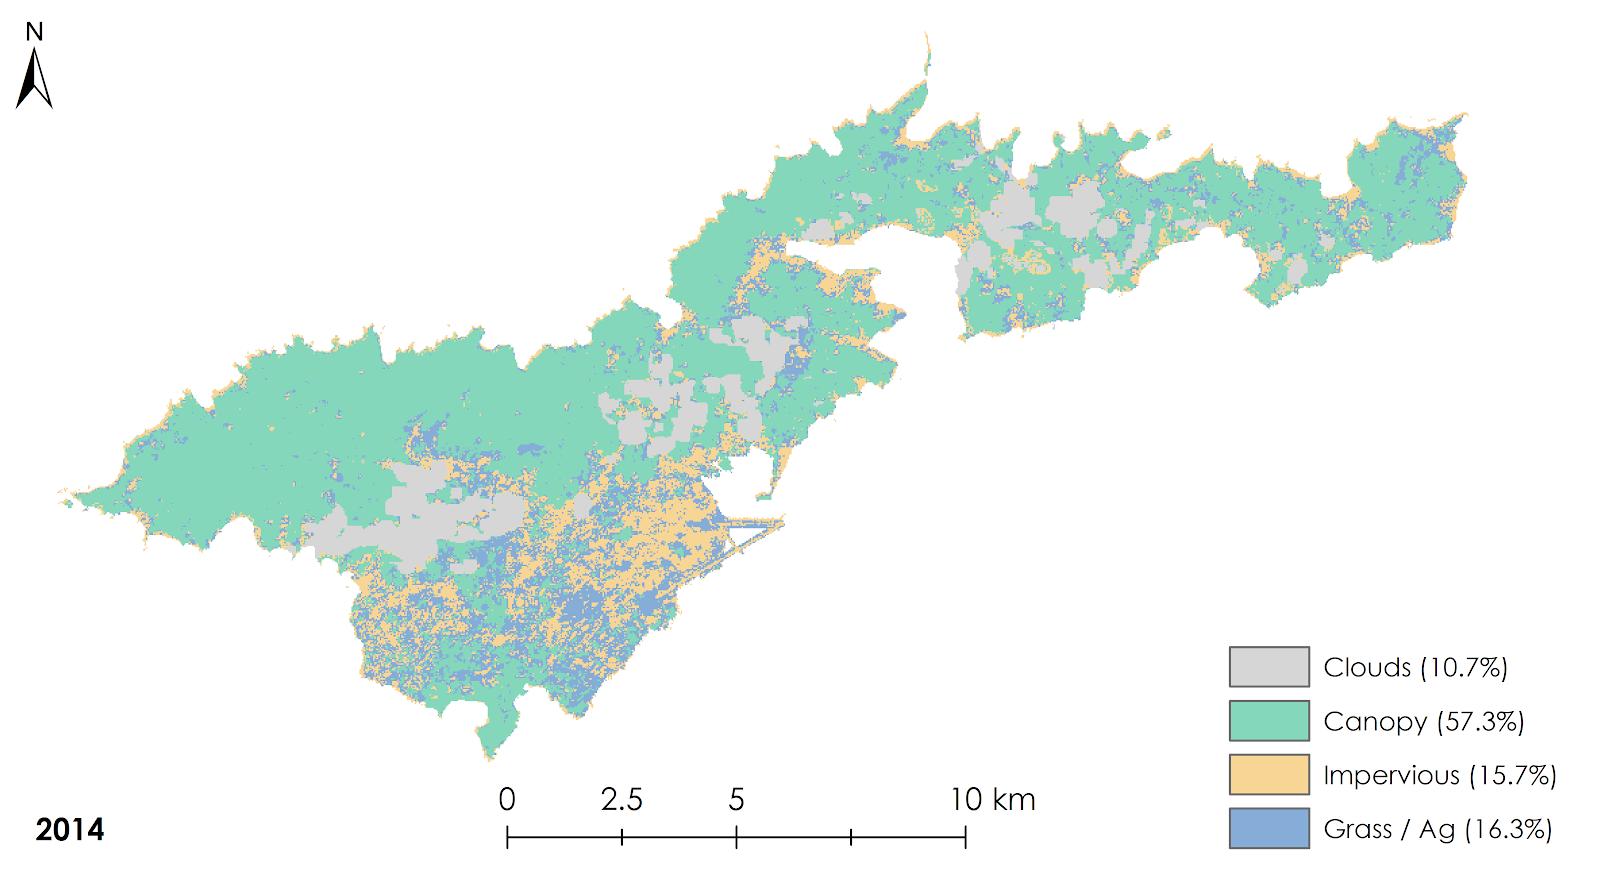 N
Clouds (10.7%)
Canopy (57.3%)
Impervious (15.7%)
Grass / Ag (16.3%)
0 2.5 5 10 km
2014